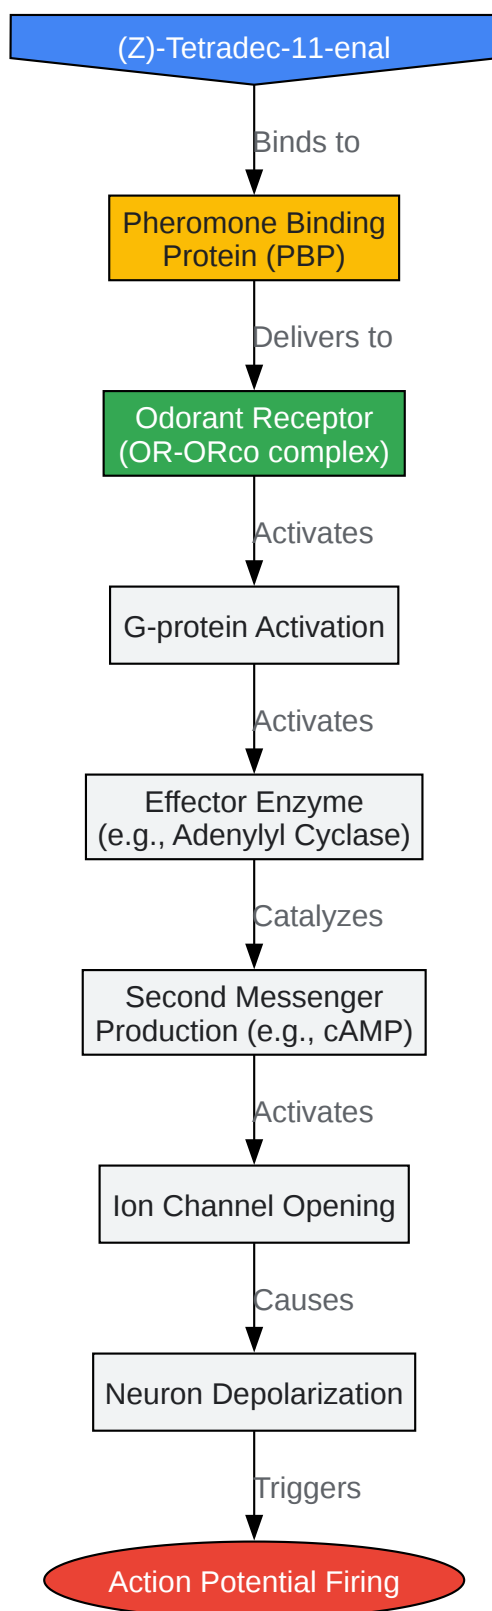 (Z)-Tetradec-11-enal
Binds to
Pheromone Binding
Protein (PBP)
Delivers to
Odorant Receptor
(OR-ORco complex)
Activates
G-protein Activation
Activates
Effector Enzyme
(e.g., Adenylyl Cyclase)
Catalyzes
Second Messenger
Production (e.g., cAMP)
Activates
Ion Channel Opening
Causes
Neuron Depolarization
Triggers
Action Potential Firing